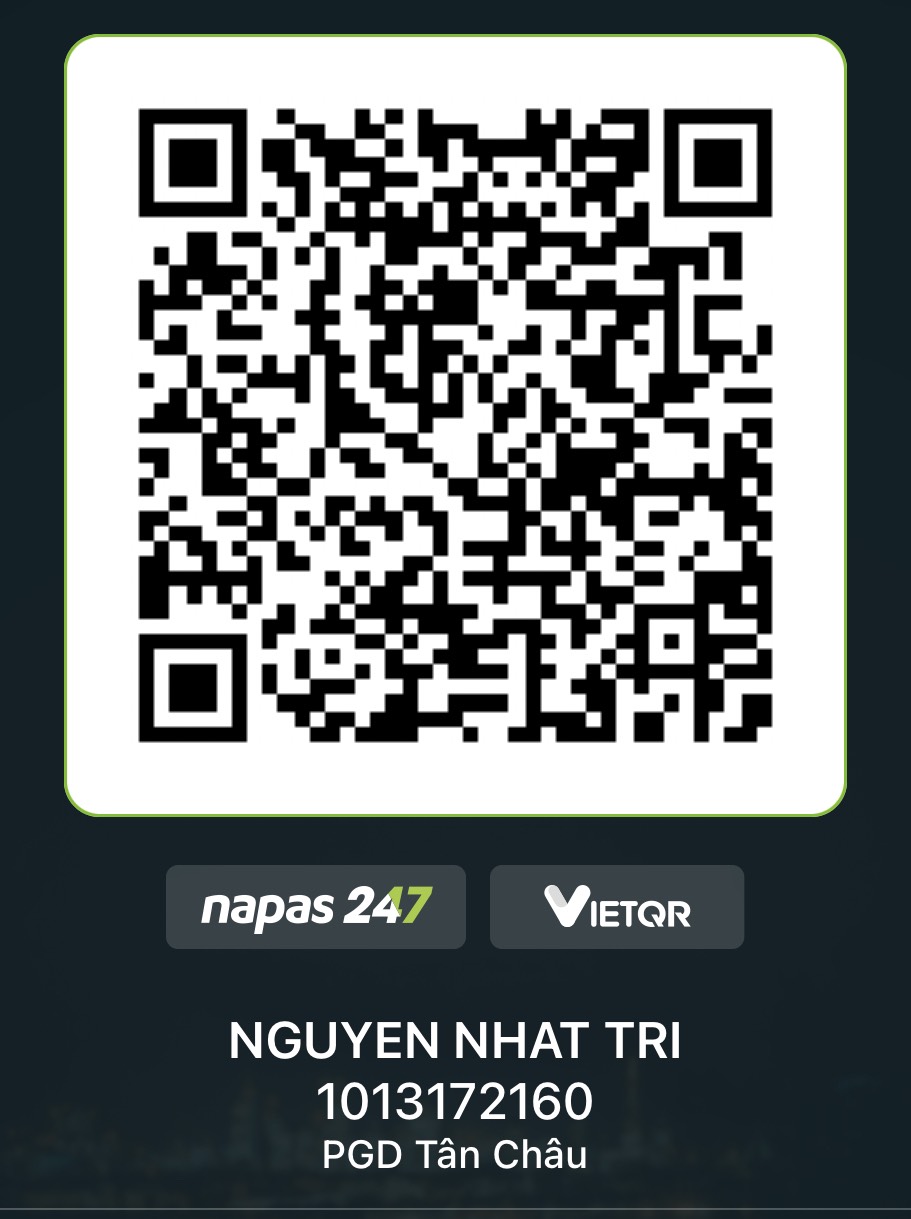 napas 247
VIETQR
NGUYEN NHAT TRI
1013172160
PGD Tân Châu